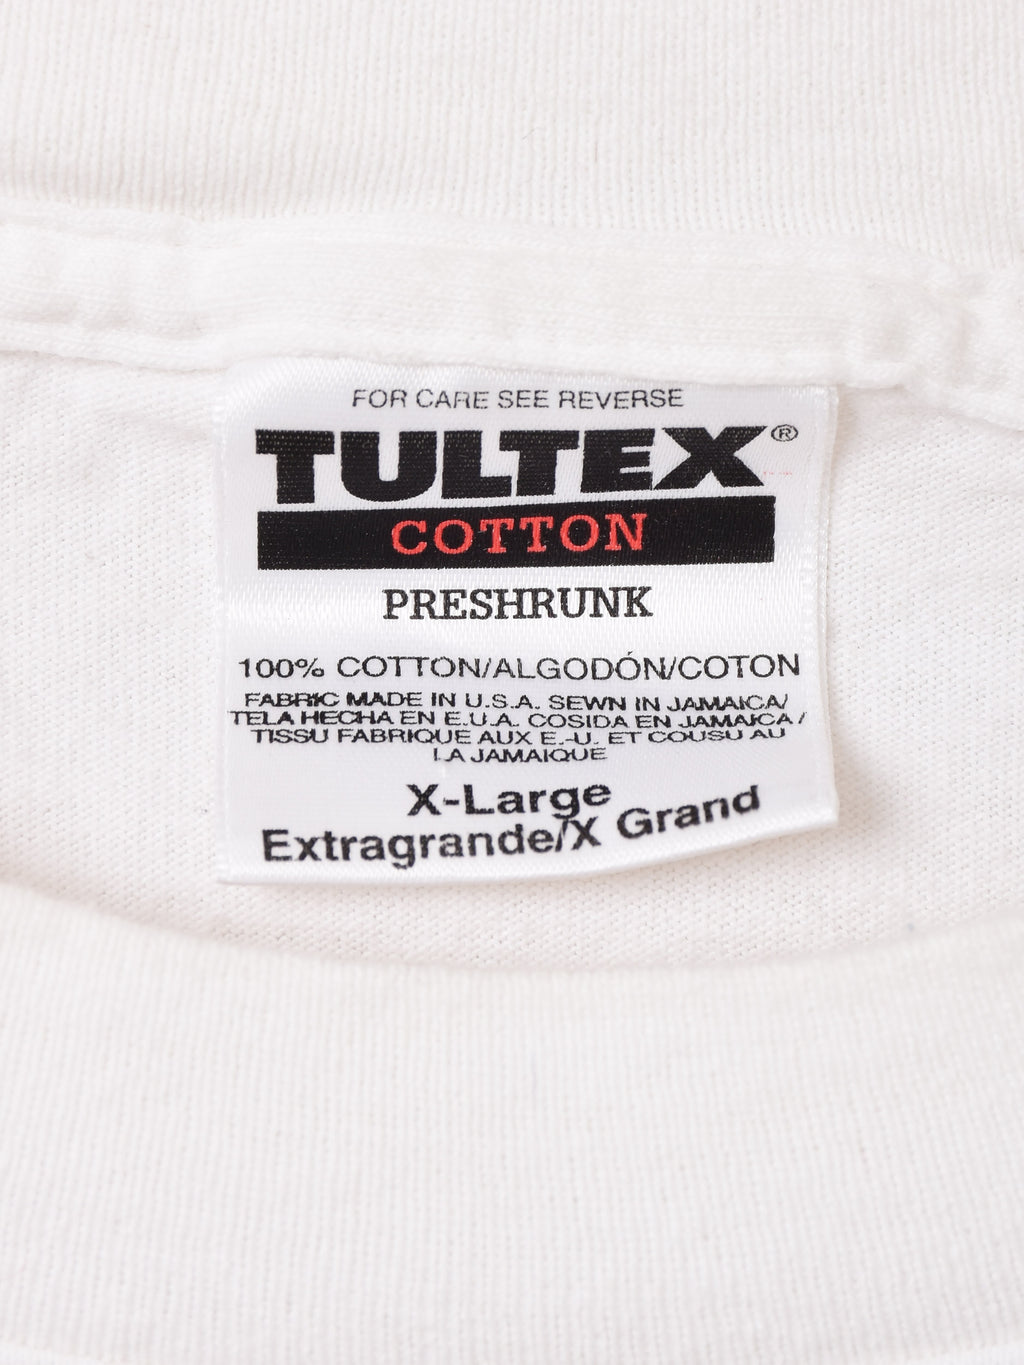 FOR CARE SEE REVERSE
TULTEX®
COTTON
PRESHRUNK
100% COTTON/ALGODÓN/COTON
FABRIC MADE IN U.S.A. SEWN IN JAMAICA/
TELA HECHA EN E.U.A. COSIDA EN JAMAICA/
TISSU FABRIQUE AUX E.-U. ET COUSU AU
LA JAMAIQUE
X-Large
Extragrande/X Grand